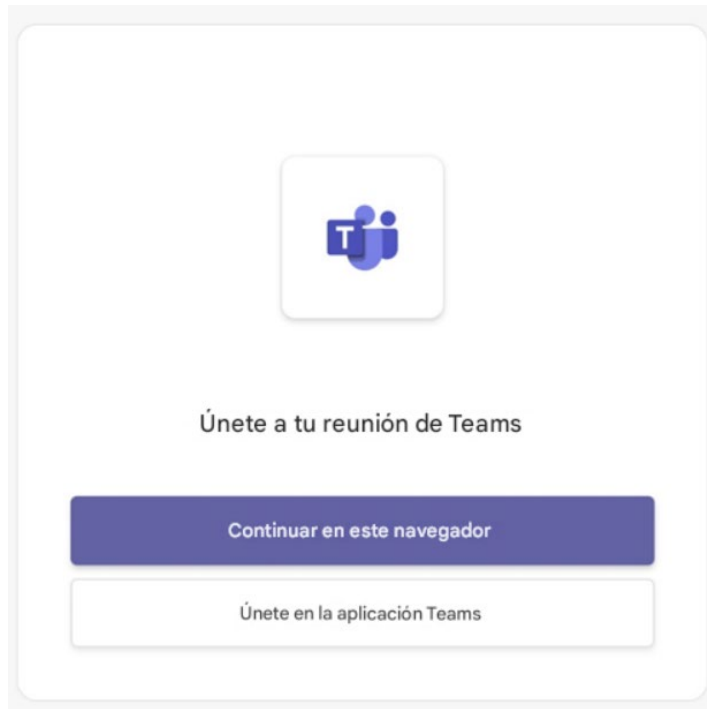 T
Únete a tu reunión de Teams
Continuar en este navegador
Únete en la aplicación Teams